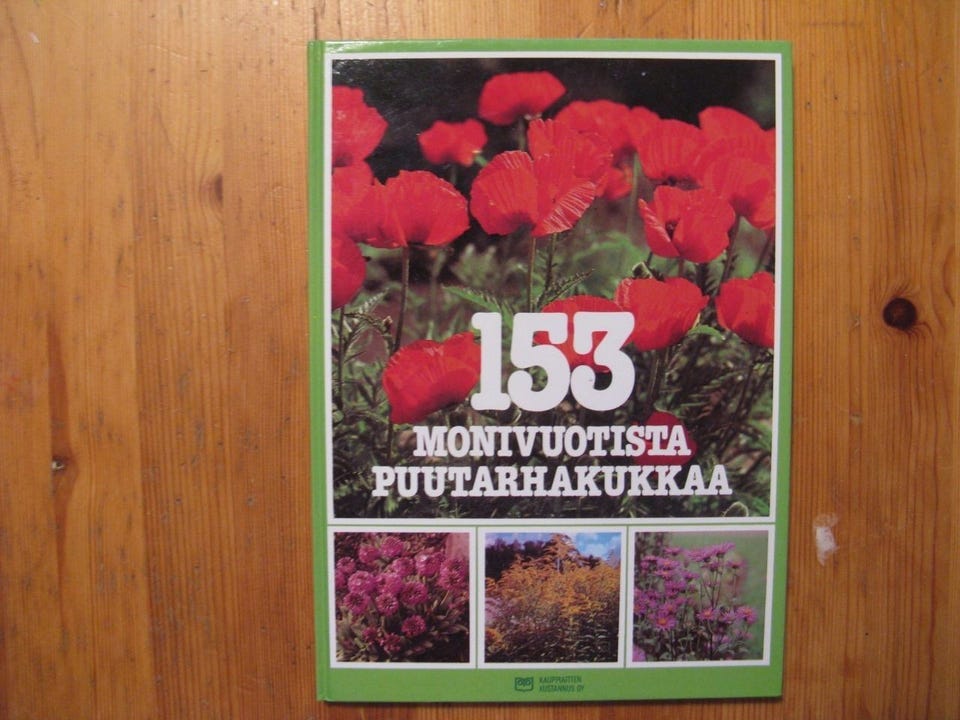 153
MONIVUOTISTA
PUUTARHAKUKKAA
KAUPPIAITTEN
KUSTANNUS OY